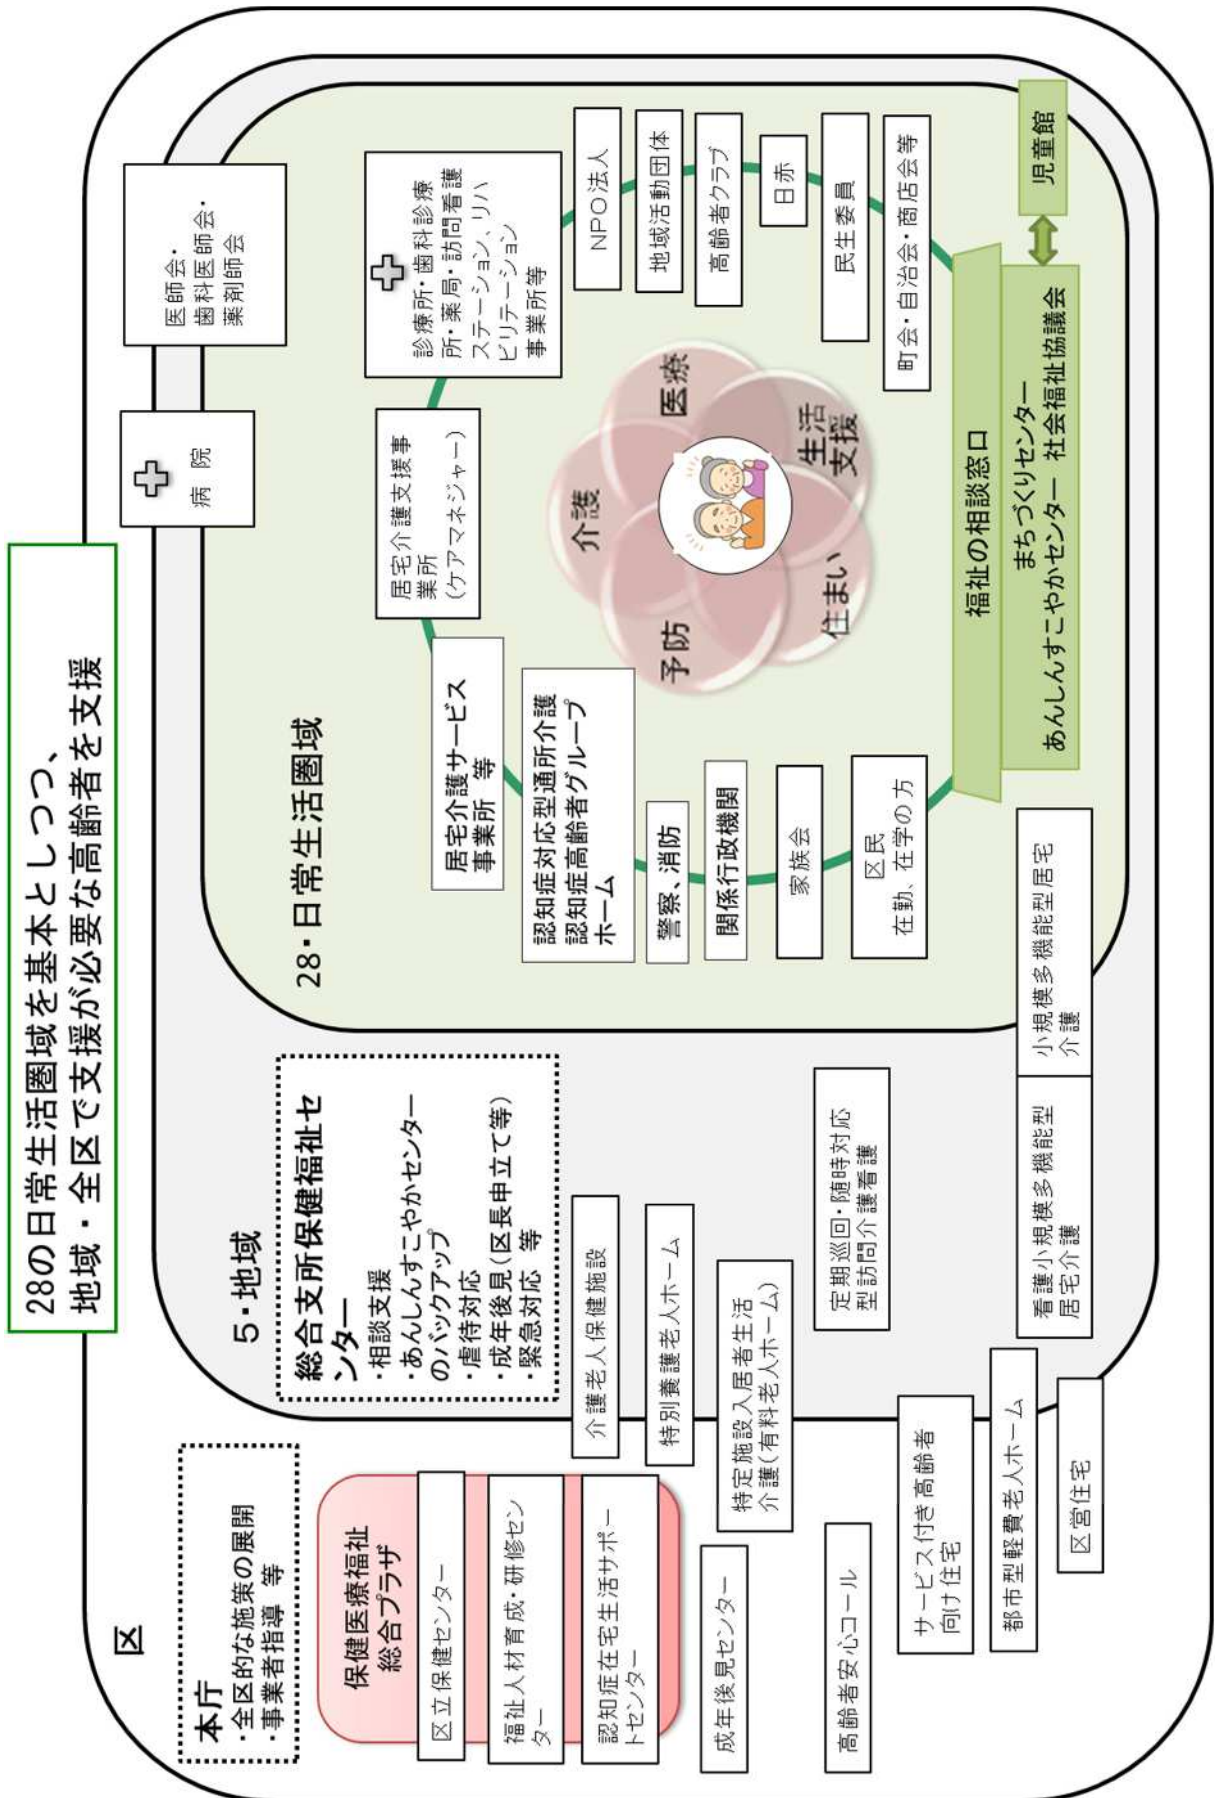 28の日常生活圏域を基本としつつ、
地域・全区で支援が必要な高齢者を支援
区
本庁
・全区的な施策の展開
・事業者指導 等
保健医療福祉
総合プラザ
区立保健センター
福祉人材育成・研修セン
ター
認知症在宅生活サポー
トセンター
成年後見センター
高齢者安心コール
サービス付き高齢者
向け住宅
都市型軽費老人ホーム
区営住宅
5・地域
総合支所保健福祉セ
ンター
・相談支援
・あんしんすこやかセンター
のバックアップ
・虐待対応
・成年後見(区長申立て等)
・緊急対応 等
介護老人保健施設
特別養護老人ホーム
特定施設入居者生活
介護(有料老人ホーム)
定期巡回・随時対応
型訪問介護看護
看護小規模多機能型
居宅介護
小規模多機能型居宅
介護
病 院
医師会・
歯科医師会・
薬剤師会
28・日常生活圏域
居宅介護サービス
事業所 等
居宅介護支援事
業所
(ケアマネジャー)
診療所・歯科診療
所・薬局・訪問看護
ステーション、リハ
ビリテーション
事業所等
認知症対応型通所介護
認知症高齢者グループ
ホーム
警察、消防
関係行政機関
家族会
区民
在勤、在学の方
介護
予防
医療
住まい
生活
支援
NPO法人
地域活動団体
高齢者クラブ
日赤
民生委員
町会・自治会・商店会等
福祉の相談窓口
まちづくりセンター
あんしんすこやかセンター 社会福祉協議会
児童館